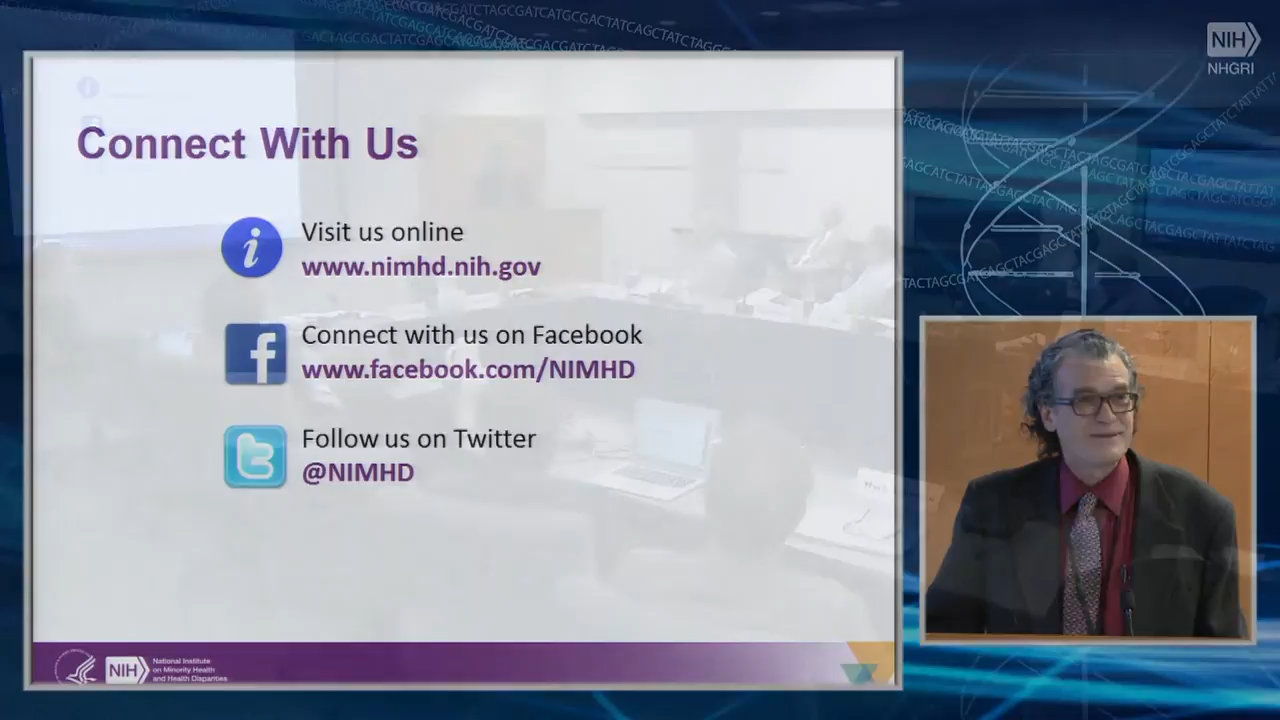 NIH
NHGRI
Connect With Us
Visit us online
www.nimhd.nih.gov
Connect with us on Facebook
www.facebook.com/NIMHD
Follow us on Twitter
@NIMHD
NIH
National Institute
on Minority Health
and Health Disparities